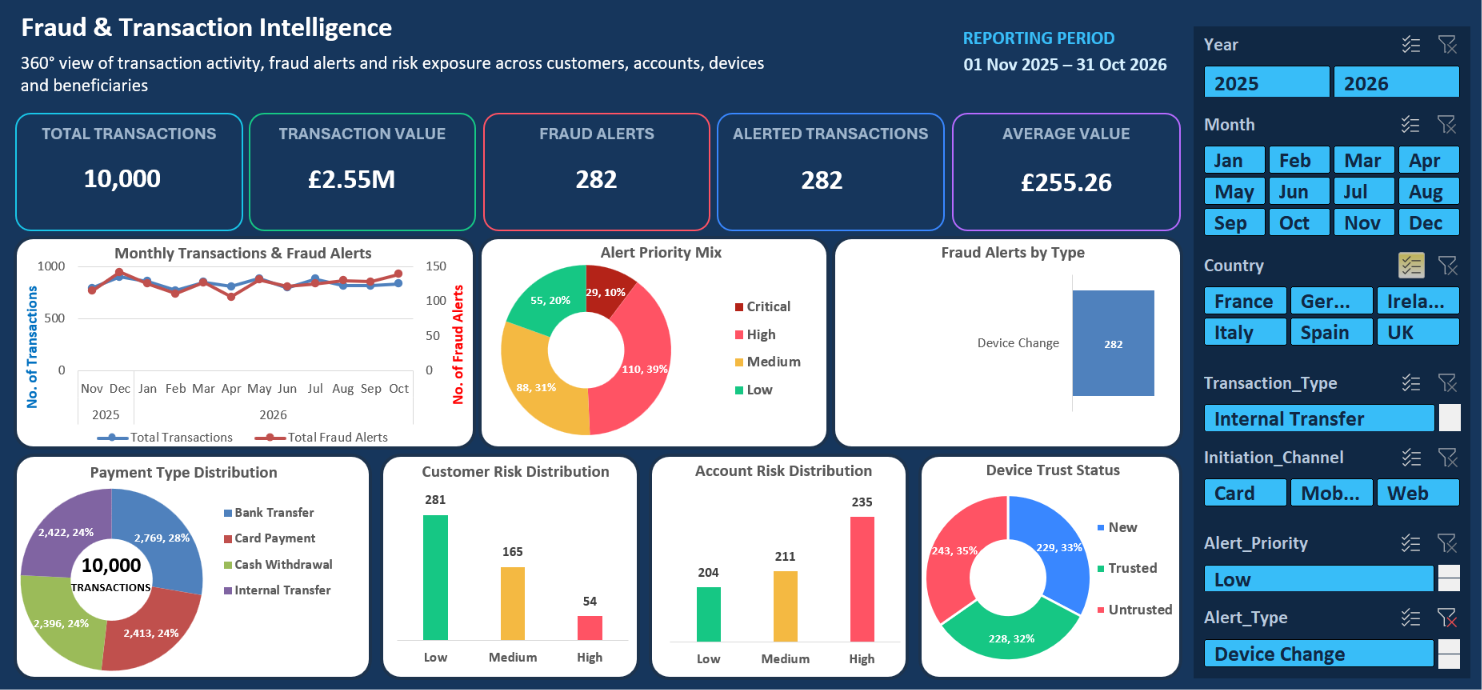 Fraud & Transaction Intelligence
360° view of transaction activity, fraud alerts and risk exposure across customers, accounts, devices
and beneficiaries
REPORTING PERIOD
01 Nov 2025 – 31 Oct 2026
TOTAL TRANSACTIONS
10,000
TRANSACTION VALUE
£2.55M
FRAUD ALERTS
282
ALERTED TRANSACTIONS
282
AVERAGE VALUE
£255.26
Monthly Transactions & Fraud Alerts
No. of Transactions
1000
500
0
150
100
50
0
No. of Fraud Alerts
Nov Dec Jan Feb Mar Apr May Jun Jul Aug Sep Oct
2025 2026
Total Transactions Total Fraud Alerts
Alert Priority Mix
29, 10%
110, 39%
88, 31%
55, 20%
Critical
High
Medium
Low
Fraud Alerts by Type
Device Change
282
Payment Type Distribution
2,769, 28%
2,413, 24%
2,396, 24%
2,422, 24%
10,000
TRANSACTIONS
Bank Transfer
Card Payment
Cash Withdrawal
Internal Transfer
Customer Risk Distribution
281
165
54
Low Medium High
Account Risk Distribution
204
211
235
Low Medium High
Device Trust Status
229, 33%
228, 32%
243, 35%
New
Trusted
Untrusted
Year
2025 2026
Month
Jan Feb Mar Apr
May Jun Jul Aug
Sep Oct Nov Dec
Country
France Ger... Irela...
Italy Spain UK
Transaction_Type
Internal Transfer
Initiation_Channel
Card Mob... Web
Alert_Priority
Low
Alert_Type
Device Change